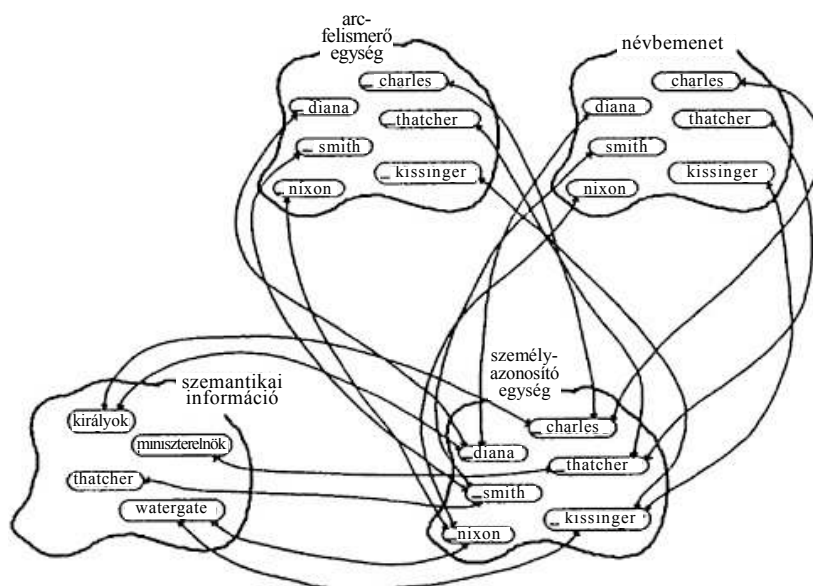 arc-
felismerő
egység
charles
diana
thatcher
smith
kissinger
nixon
névbemenet
charles
diana
thatcher
smith
kissinger
nixon
szemantikai
információ
királyok
miniszterelnök
thatcher
watergate
személy-
azonosító
egység
charles
diana
thatcher
smith
kissinger
nixon